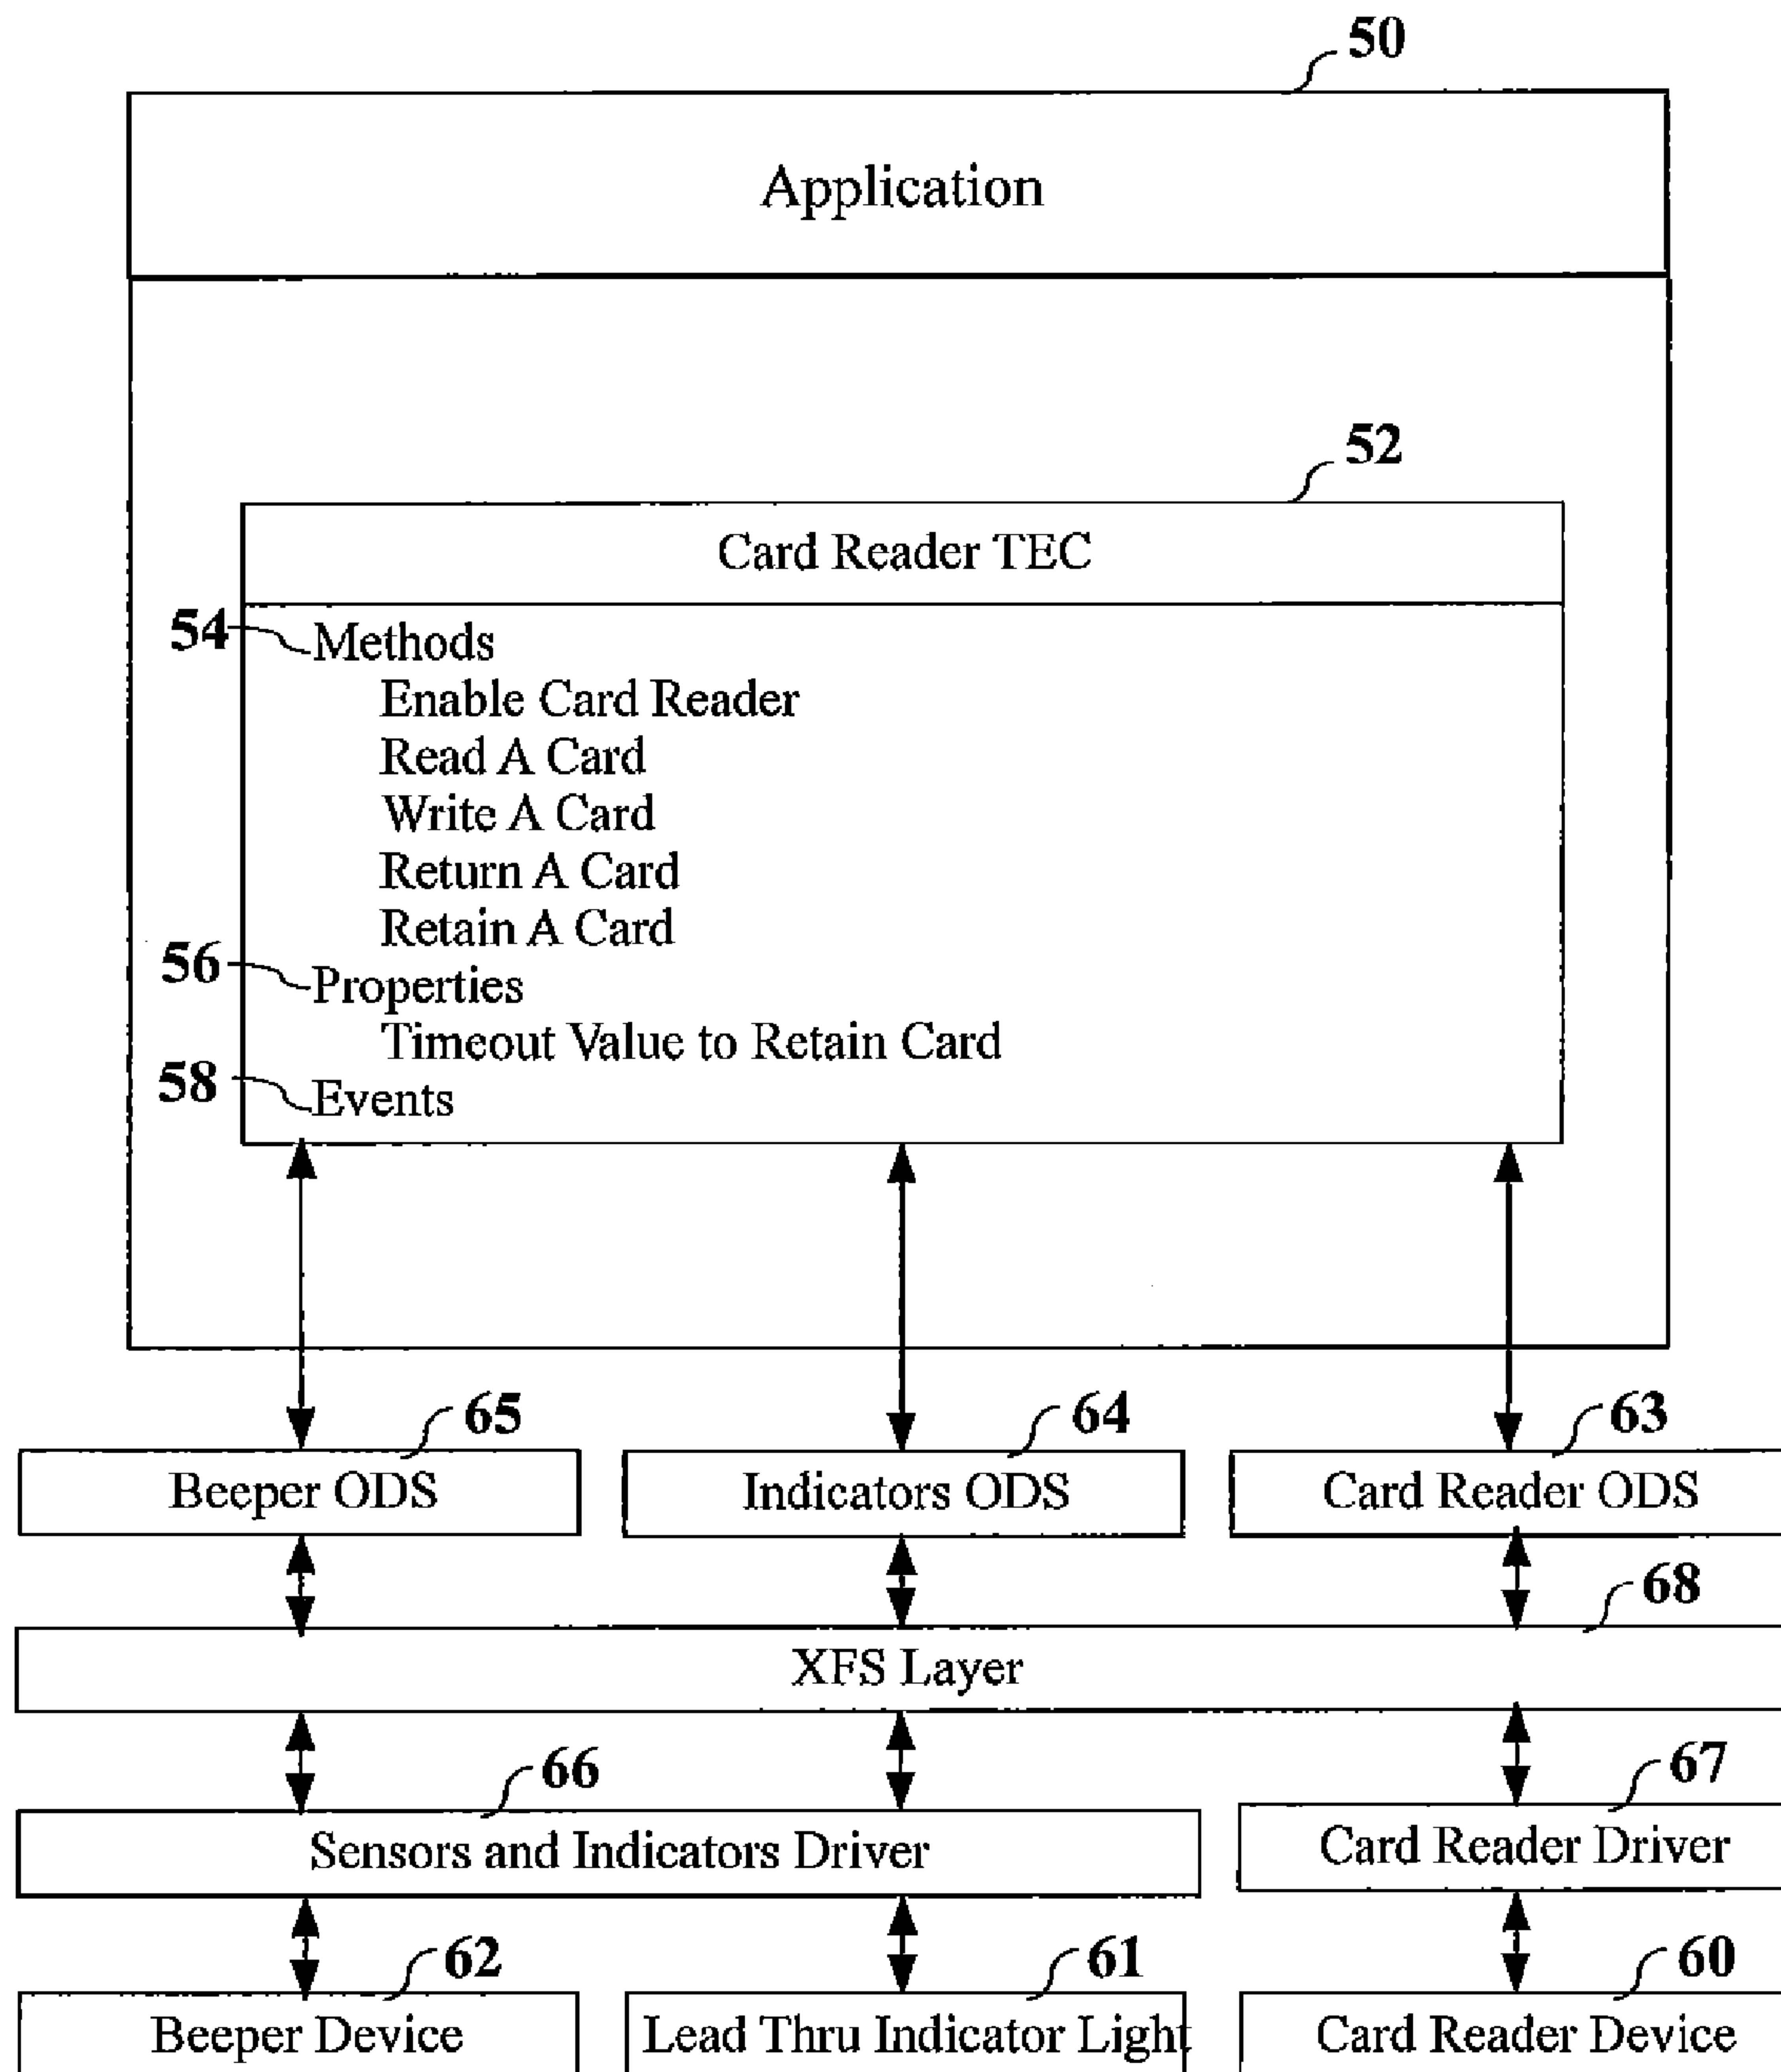 50
Application
52
Card Reader TEC
54
Methods
Enable Card Reader
Read A Card
Write A Card
Return A Card
Retain A Card
56
Properties
Timeout Value to Retain Card
58
Events
65
64
63
Beeper ODS
Indicators ODS
Card Reader ODS
68
XFS Layer
66
67
Sensors and Indicators Driver
Card Reader Driver
62
61
60
Beeper Device
Lead Thru Indicator Light
Card Reader Device